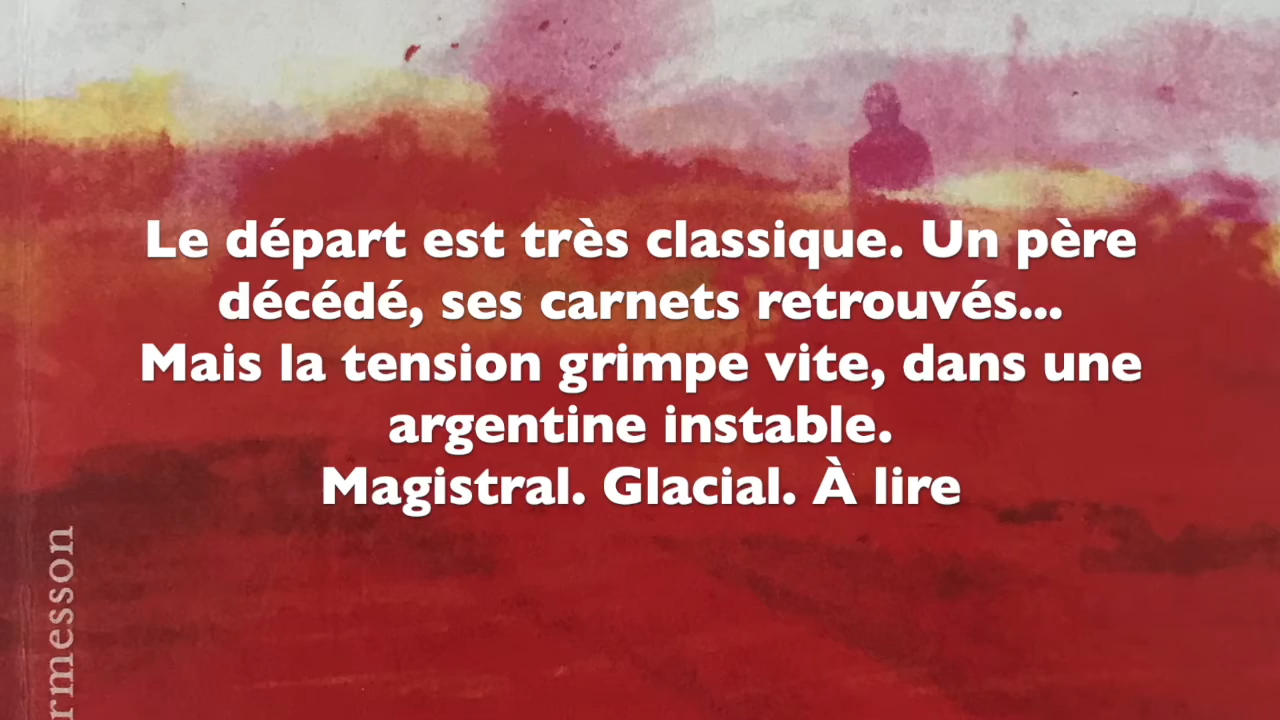 Le départ est très classique. Un père
décédé, ses carnets retrouvés...
Mais la tension grimpe vite, dans une
argentine instable.
Magistral. Glacial. À lire
rmesson